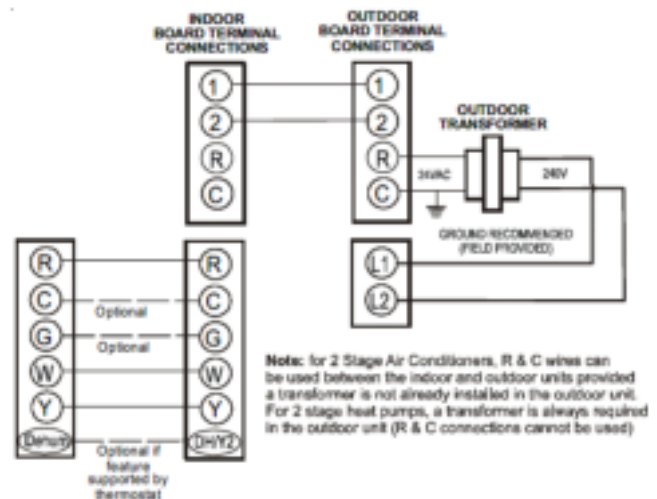 INDOOR
BOARD TERMINAL
CONNECTIONS
OUTDOOR
BOARD TERMINAL
CONNECTIONS
1
2
R
C
1
2
R
C
OUTDOOR
TRANSFORMER
24VAC
240V
GROUND RECOMMENDED
(FIELD PROVIDED)
L1
L2
R
C
G
W
Y
Dehum
Optional
Optional
Optional if
feature
supported by
thermostat
R
C
G
W
Y
DH/Y2
Note: for 2 Stage Air Conditioners, R & C wires can
be used between the indoor and outdoor units provided
a transformer is not already installed in the outdoor unit.
For 2 stage heat pumps, a transformer is always required
in the outdoor unit (R & C connections cannot be used)